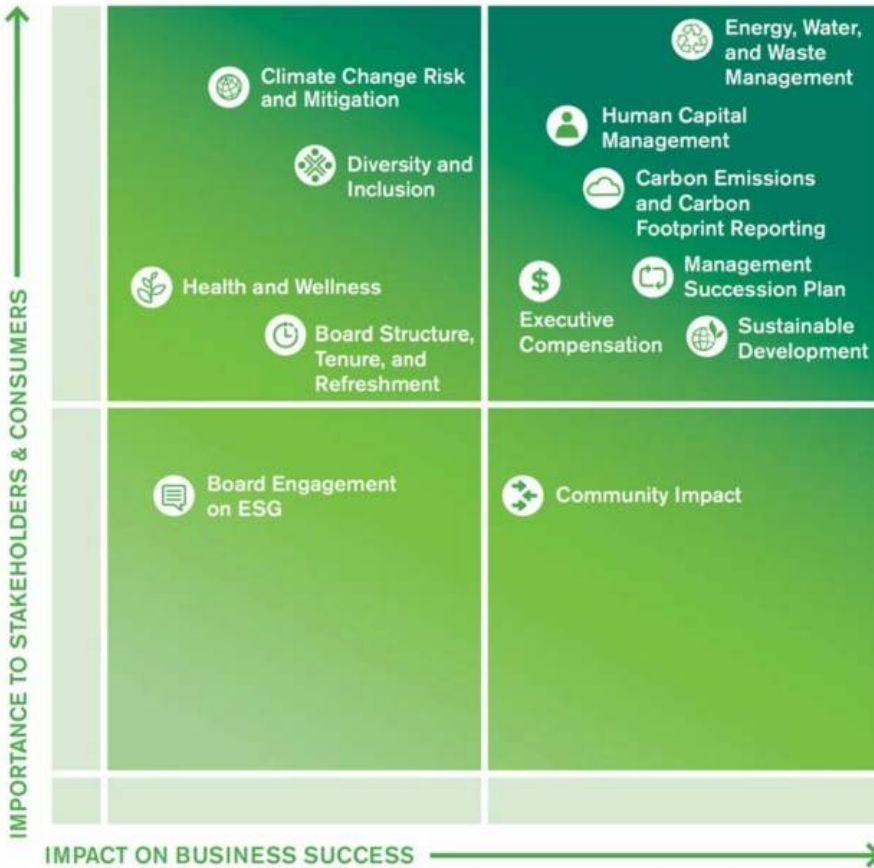 IMPORTANCE TO STAKEHOLDERS & CONSUMERS
Climate Change Risk
and Mitigation
Diversity and
Inclusion
Health and Wellness
Board Structure,
Tenure, and
Refreshment
Energy, Water,
and Waste
Management
Human Capital
Management
Carbon Emissions
and Carbon
Footprint Reporting
Management
Succession Plan
$
Executive
Compensation
Sustainable
Development
Board Engagement
on ESG
Community Impact
IMPACT ON BUSINESS SUCCESS